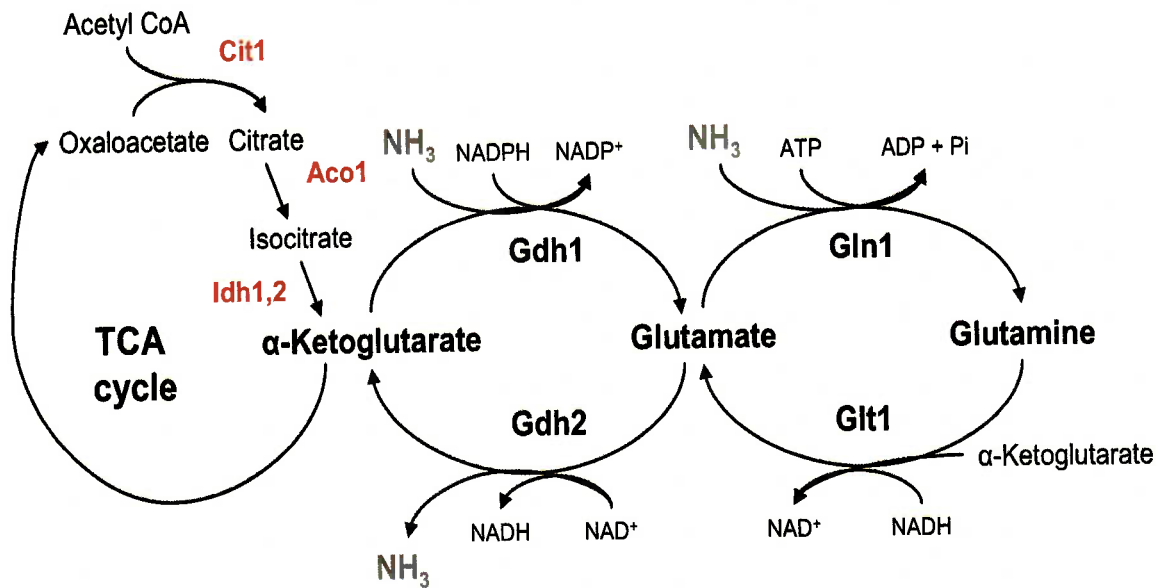 Acetyl CoA
Cit1
Oxaloacetate
Citrate
NH₃
NADPH
NADP⁺
NH₃
ATP
ADP + Pi
Aco1
Isocitrate
Gdh1
Gln1
Idh1,2
TCA
cycle
α-Ketoglutarate
Glutamate
Glutamine
Gdh2
Glt1
α-Ketoglutarate
NADH
NAD⁺
NAD⁺
NADH
NH₃